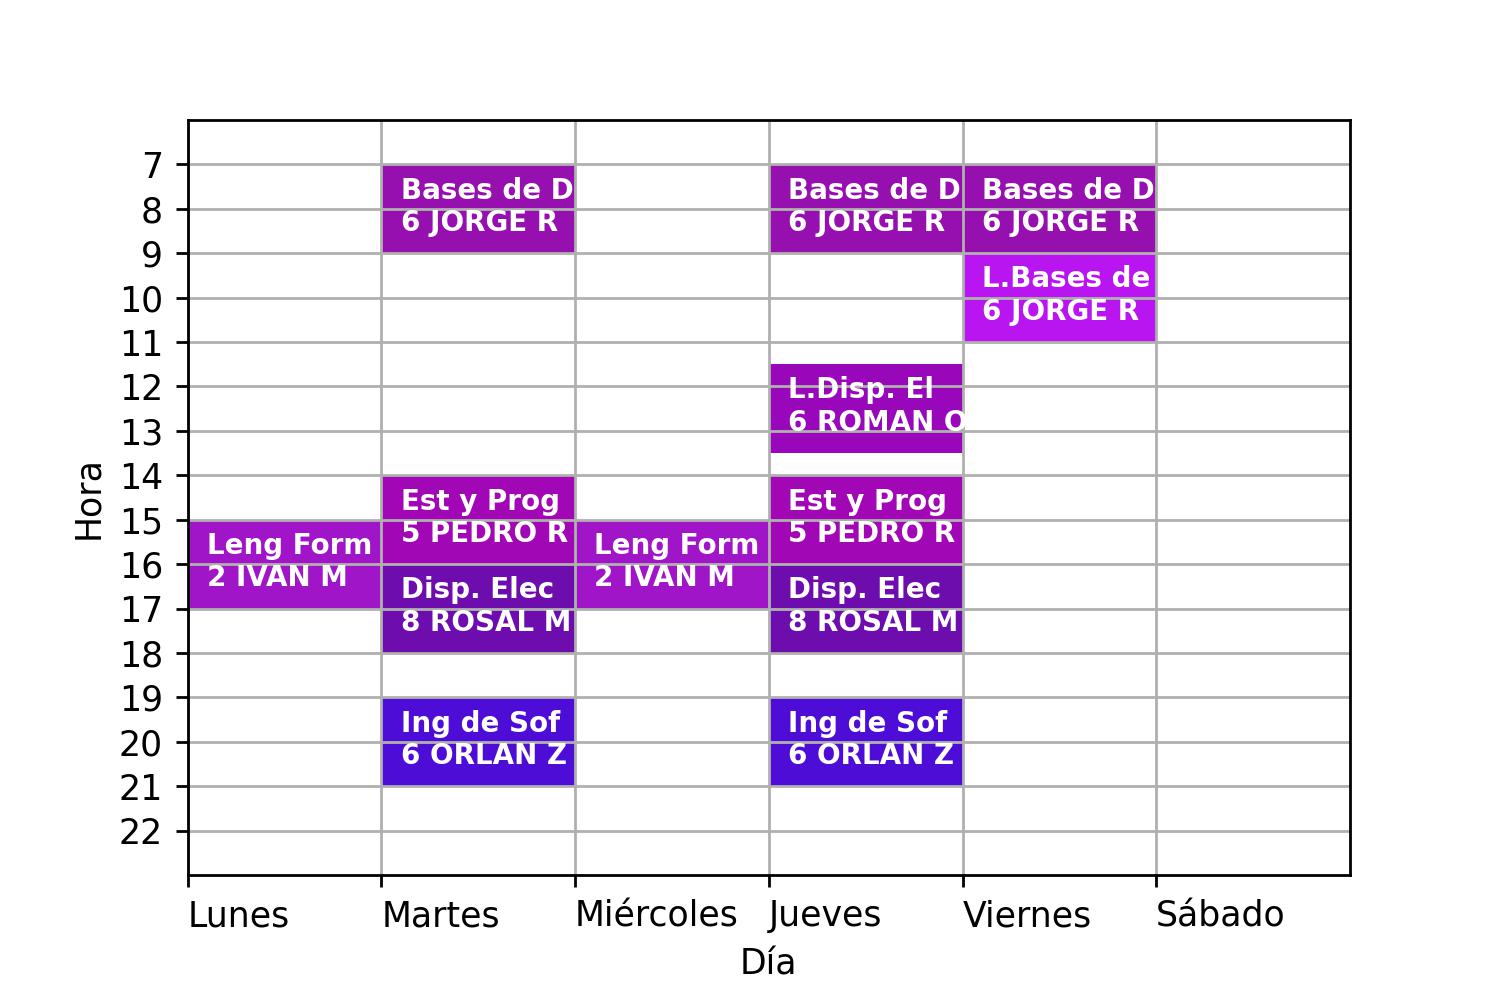 7
8
9
10
11
12
13
14
15
16
17
18
19
20
21
22
Hora
Leng Form
2 IVAN M
Bases de D
6 JORGE R
Est y Prog
5 PEDRO R
Disp. Elec
8 ROSAL M
Ing de Sof
6 ORLAN Z
Leng Form
2 IVAN M
Bases de D
6 JORGE R
L.Disp. El
6 ROMAN O
Est y Prog
5 PEDRO R
Disp. Elec
8 ROSAL M
Ing de Sof
6 ORLAN Z
Bases de D
6 JORGE R
L.Bases de
6 JORGE R
Lunes Martes Miércoles Jueves Viernes Sábado
Día